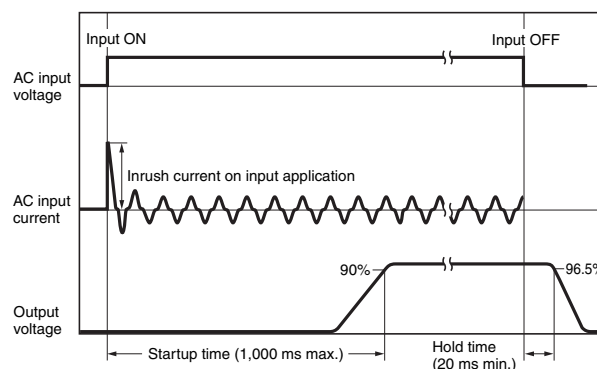 Input ON
Input OFF
AC input
voltage
Inrush current on input application
AC input
current
90%
96.5%
Output
voltage
Startup time (1,000 ms max.)
Hold time
(20 ms min.)